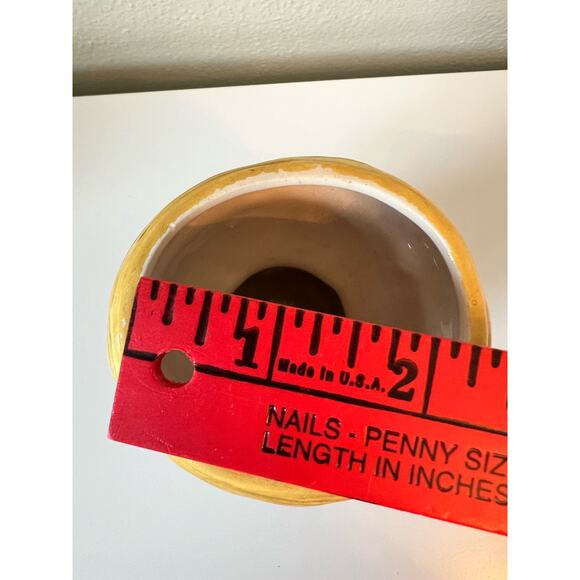 1 Made in U.S.A. 2
NAILS - PENNY SIZ
LENGTH IN INCHES